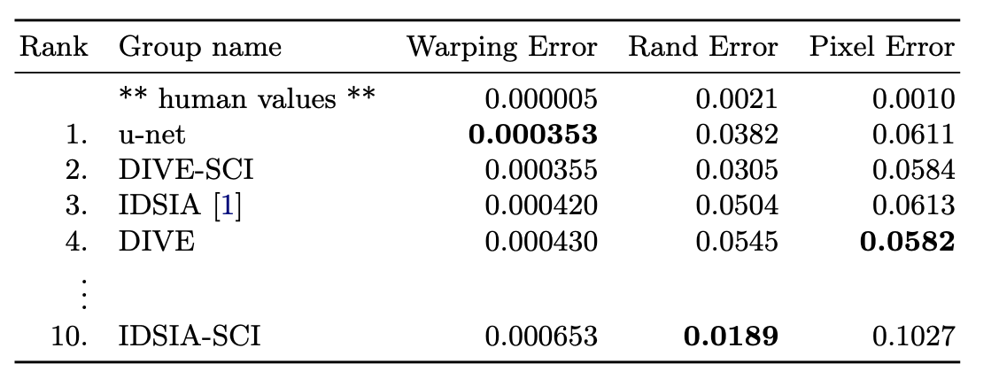 Rank Group name Warping Error Rand Error Pixel Error
** human values ** 0.000005 0.0021 0.0010
1. u-net 0.000353 0.0382 0.0611
2. DIVE-SCI 0.000355 0.0305 0.0584
3. IDSIA [1] 0.000420 0.0504 0.0613
4. DIVE 0.000430 0.0545 0.0582
⋮
10. IDSIA-SCI 0.000653 0.0189 0.1027